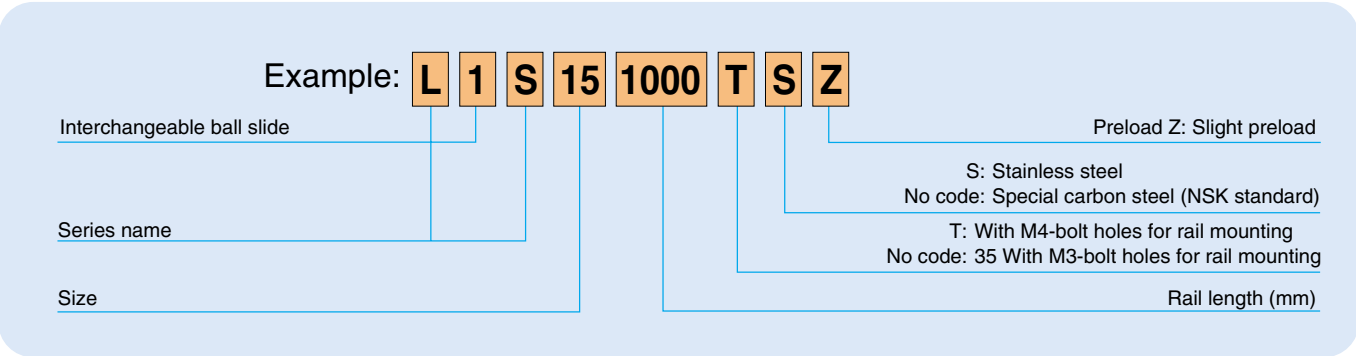 Example: L 1 S 15 1000 T S Z
Interchangeable ball slide
Preload Z: Slight preload
S: Stainless steel
No code: Special carbon steel (NSK standard)
Series name
T: With M4-bolt holes for rail mounting
No code: 35 With M3-bolt holes for rail mounting
Size
Rail length (mm)